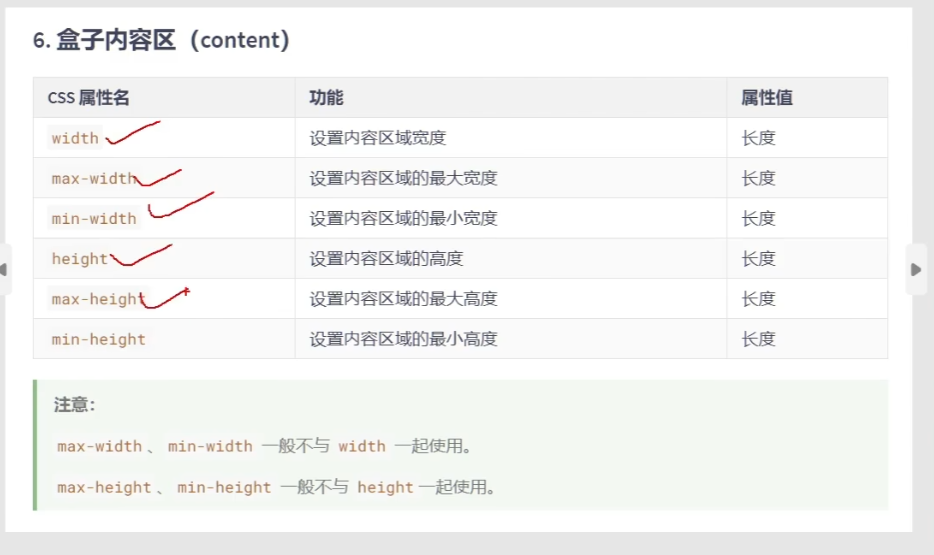 6. 盒子内容区（content）
CSS 属性名 功能 属性值
width 设置内容区域宽度 长度
max-width 设置内容区域的最大宽度 长度
min-width 设置内容区域的最小宽度 长度
height 设置内容区域的高度 长度
max-height 设置内容区域的最大高度 长度
min-height 设置内容区域的最小高度 长度
注意：
max-width 、 min-width 一般不与 width 一起使用。
max-height 、 min-height 一般不与 height 一起使用。